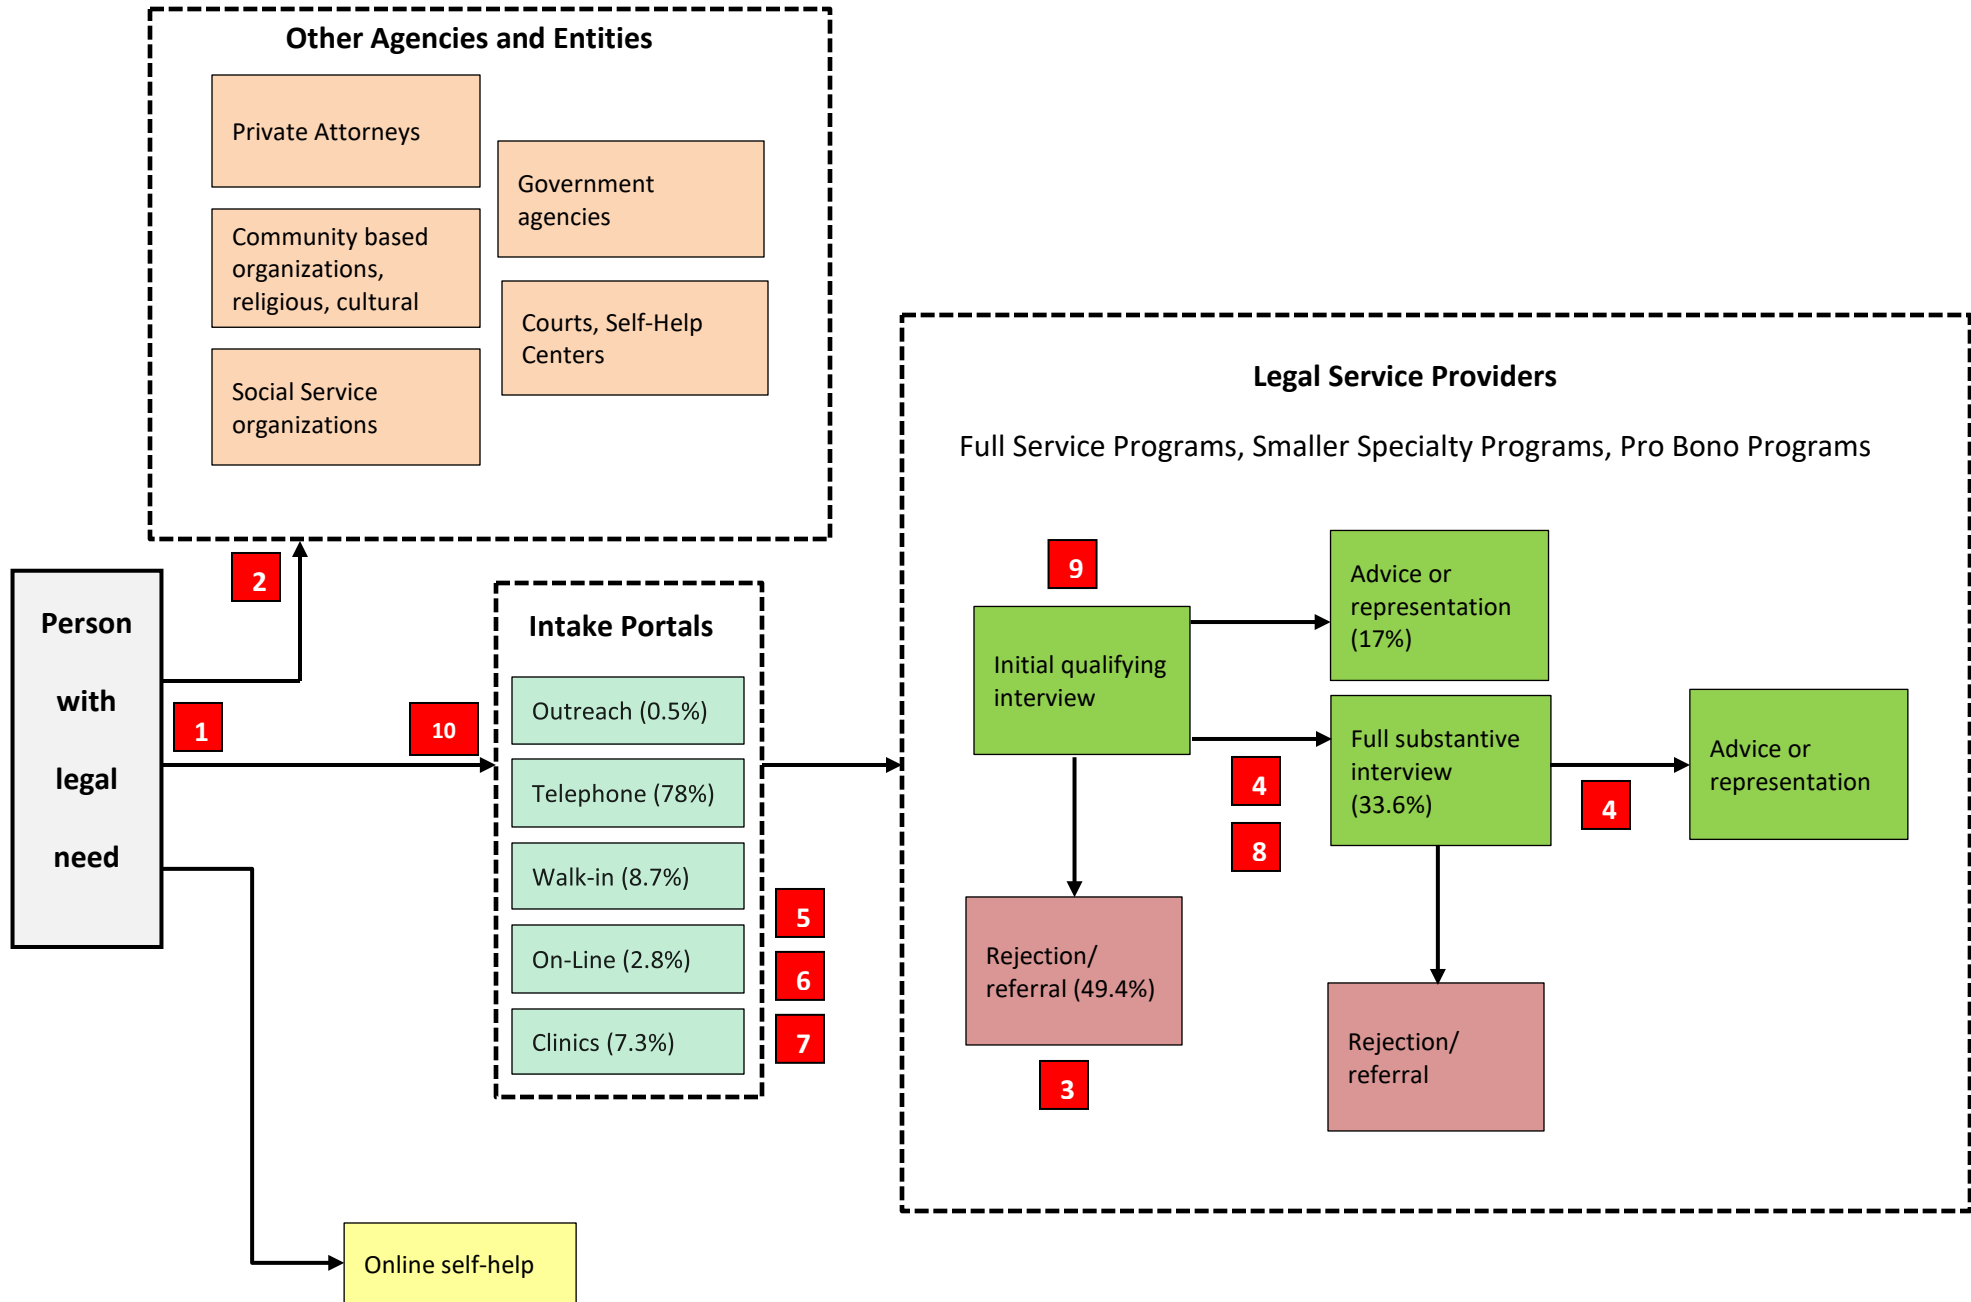 Other Agencies and Entities
Private Attorneys
Government
agencies
Community based
organizations,
religious, cultural
Courts, Self-Help
Centers
Social Service
organizations
2
Person
with
legal
need
1
10
Intake Portals
Outreach (0.5%)
Telephone (78%)
Walk-in (8.7%)
On-Line (2.8%)
Clinics (7.3%)
5
6
7
Online self-help
Legal Service Providers
Full Service Programs, Smaller Specialty Programs, Pro Bono Programs
9
Initial qualifying
interview
Advice or
representation
(17%)
4
8
Full substantive
interview
(33.6%)
4
Advice or
representation
Rejection/
referral (49.4%)
3
Rejection/
referral